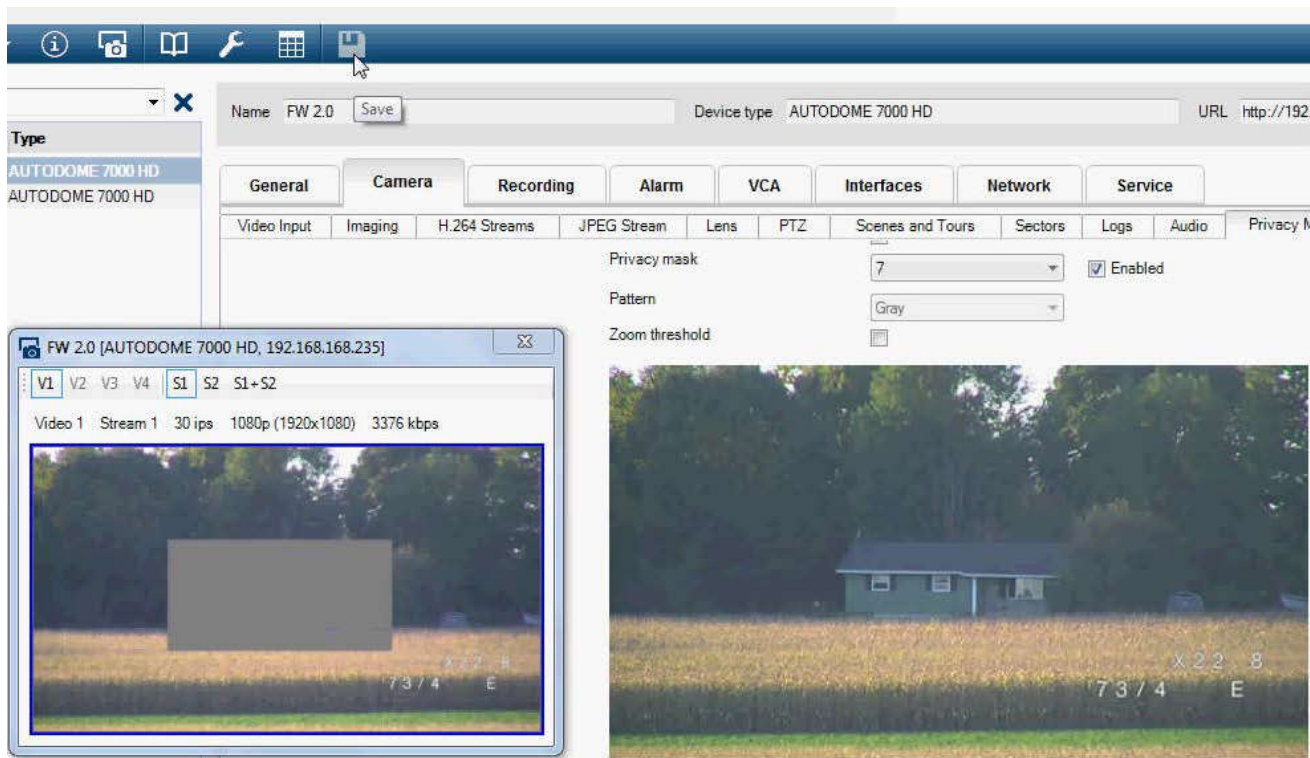 Name FW 2.0 Save Device type AUTODOME 7000 HD URL http://192.
Type
AUTODOME 7000 HD
AUTODOME 7000 HD
General Camera Recording Alarm VCA Interfaces Network Service
Video Input Imaging H.264 Streams JPEG Stream Lens PTZ Scenes and Tours Sectors Logs Audio Privacy M
Privacy mask 7 Enabled
Pattern Gray
Zoom threshold
FW 2.0 [AUTODOME 7000 HD, 192.168.168.235]
V1 V2 V3 V4 S1 S2 S1+S2
Video 1 Stream 1 30 ips 1080p (1920x1080) 3376 kbps
X22 8
73/4 E
X22 8
73/4 E